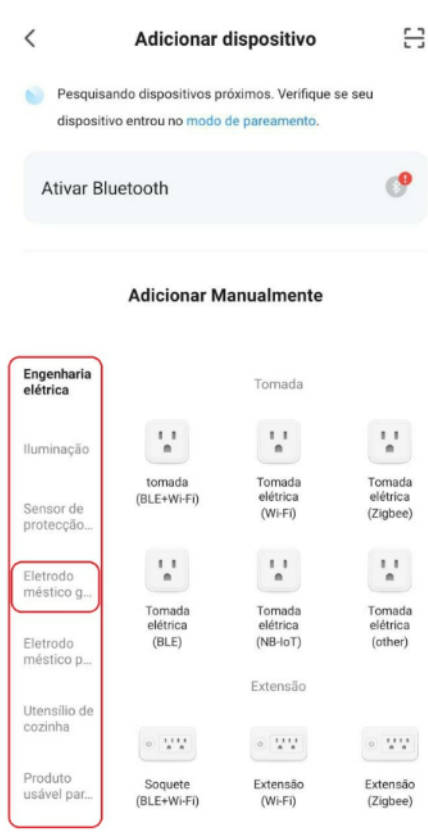 Adicionar dispositivo
Pesquisando dispositivos próximos. Verifique se seu
dispositivo entrou no modo de pareamento.
Ativar Bluetooth
Adicionar Manualmente
Engenharia
elétrica
Iluminação
Sensor de
protecção...
Eletrodo
méstico g...
Eletrodo
méstico p...
Utensílio de
cozinha
Produto
usável par...
Tomada
tomada
(BLE+Wi-Fi)
Tomada
elétrica
(Wi-Fi)
Tomada
elétrica
(Zigbee)
Tomada
elétrica
(BLE)
Tomada
elétrica
(NB-IoT)
Tomada
elétrica
(other)
Extensão
Soquete
(BLE+Wi-Fi)
Extensão
(Wi-Fi)
Extensão
(Zigbee)